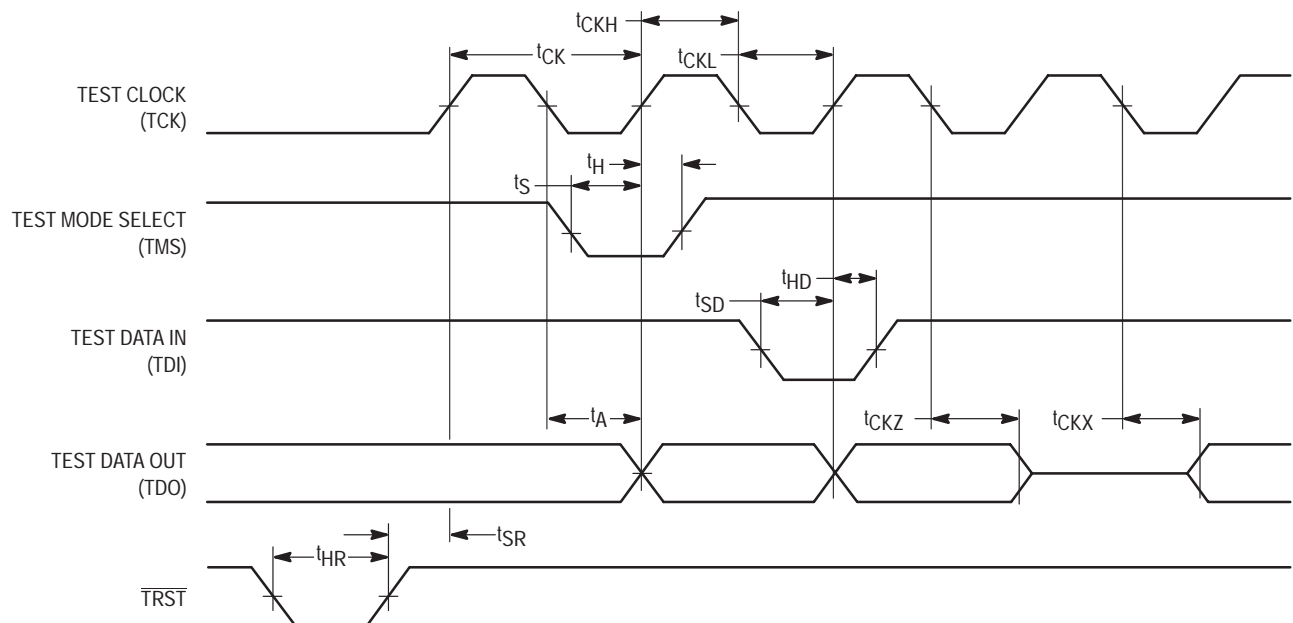 tCKH
tCK
tCKL
TEST CLOCK
(TCK)
tH
tS
TEST MODE SELECT
(TMS)
tHD
tSD
TEST DATA IN
(TDI)
tA
tCKZ
tCKX
TEST DATA OUT
(TDO)
tSR
tHR
TRST